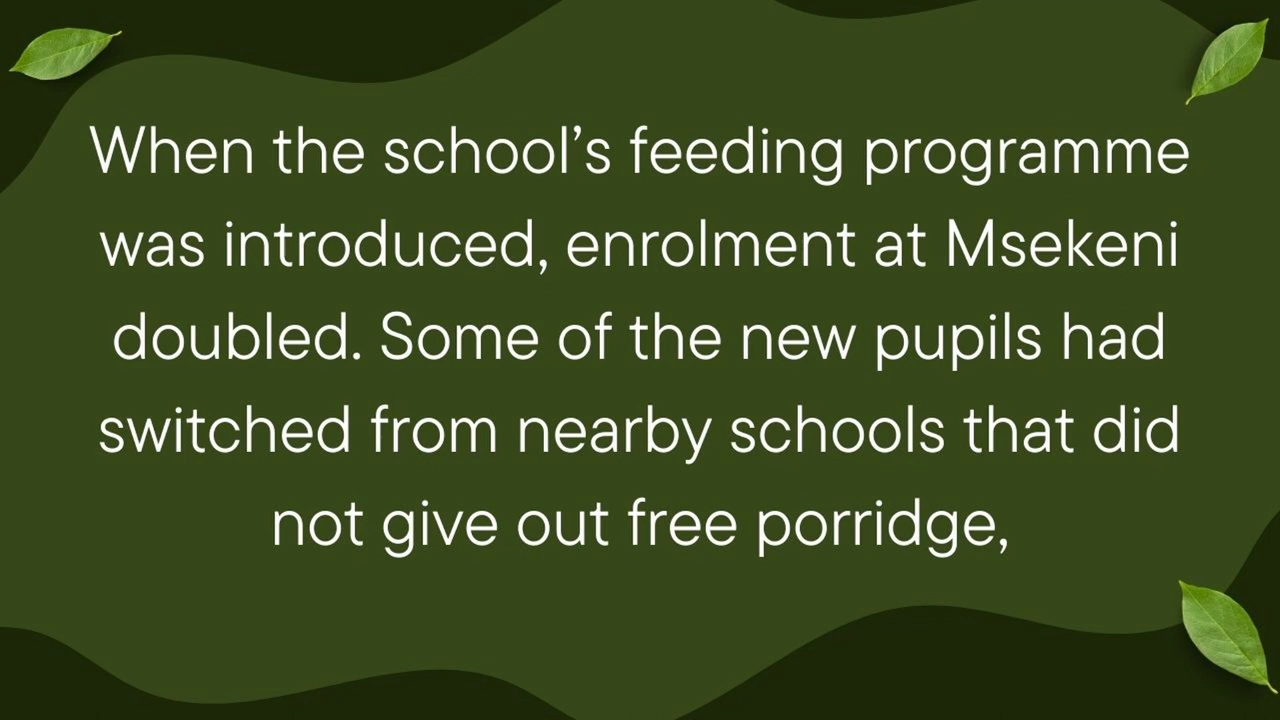 When the school’s feeding programme
was introduced, enrolment at Msekeni
doubled. Some of the new pupils had
switched from nearby schools that did
not give out free porridge,